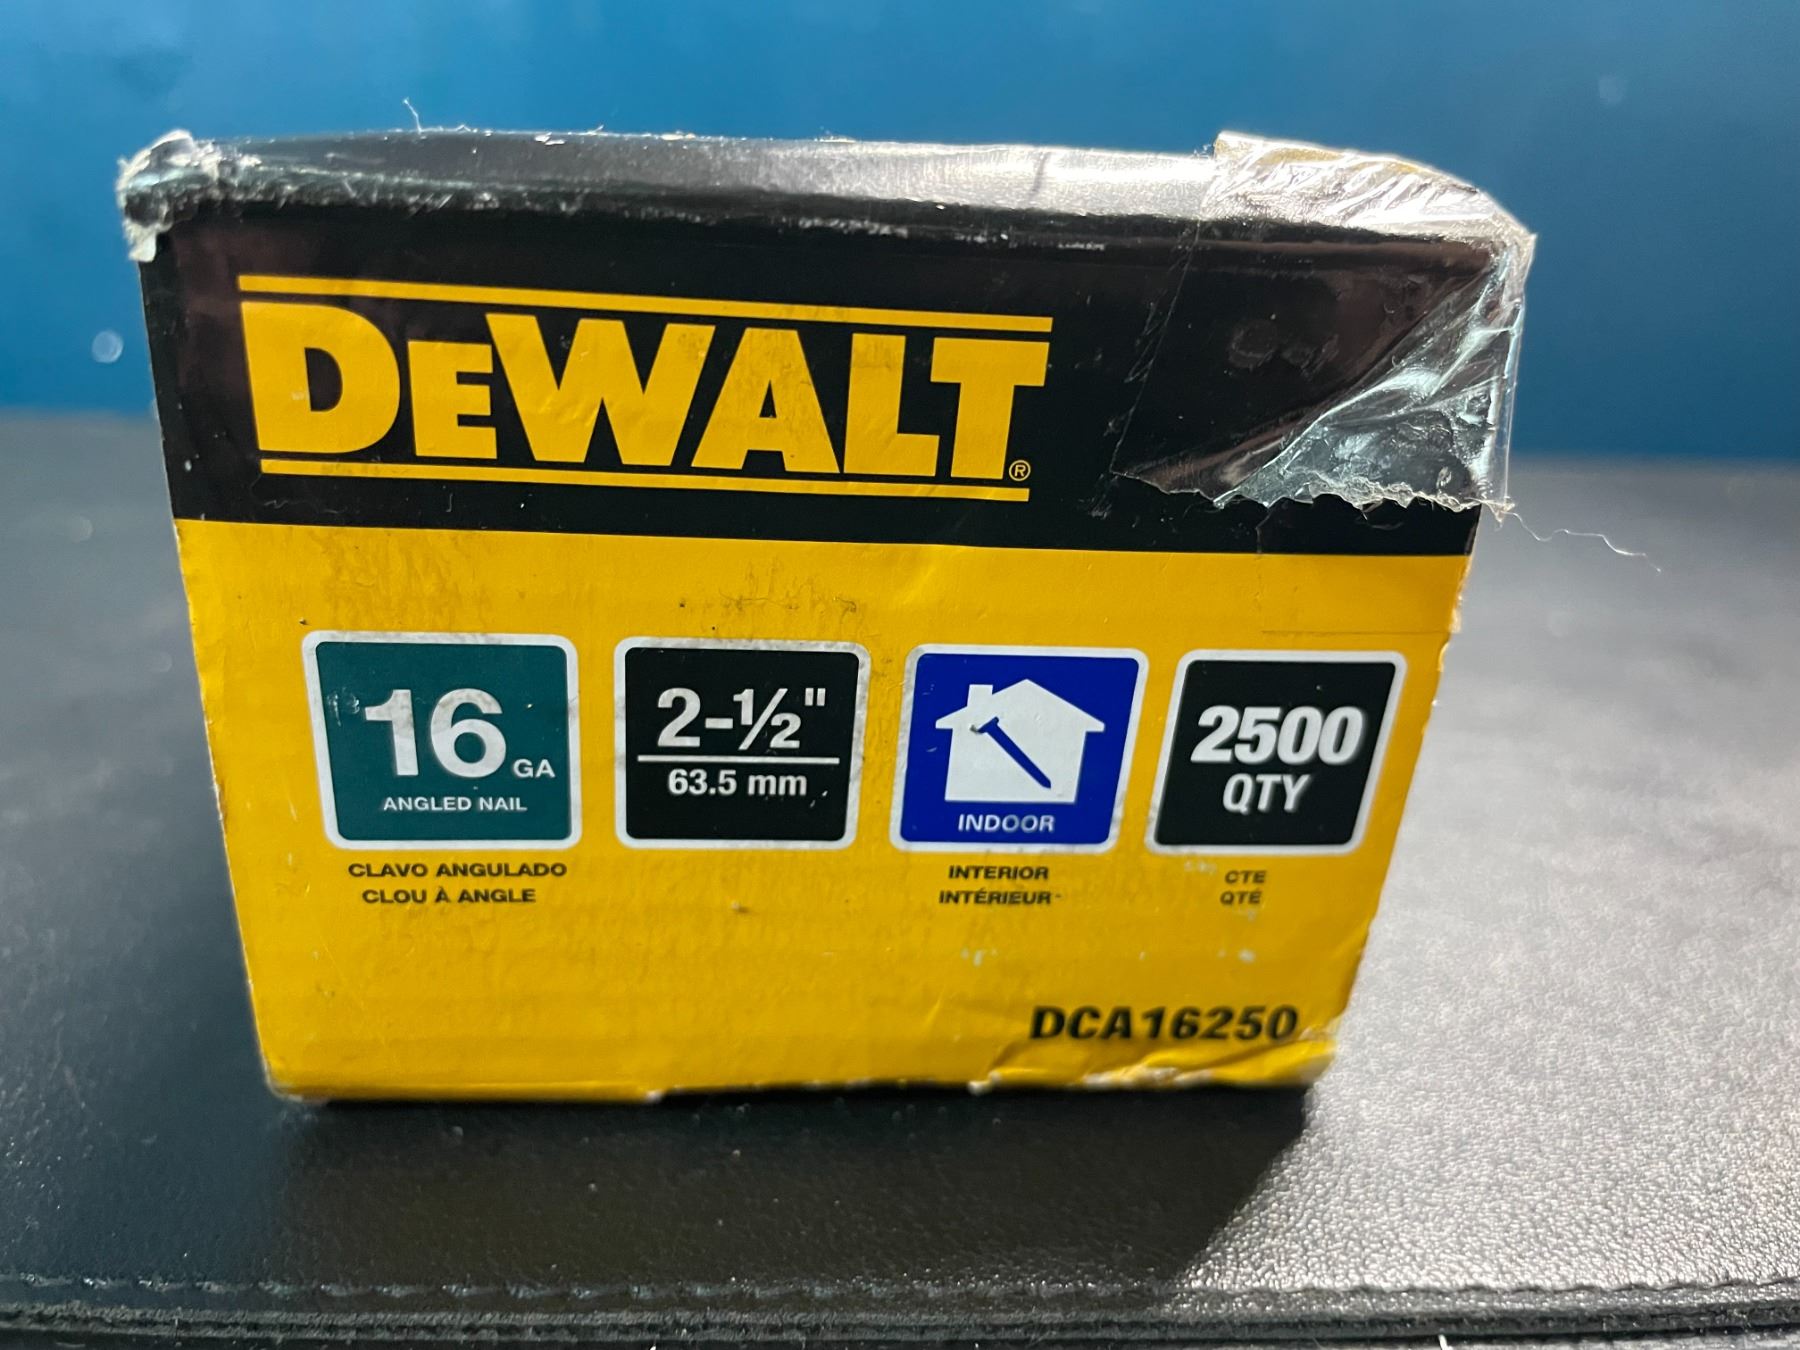 DEWALT®
16 GA
ANGLED NAIL
CLAVO ANGULADO
CLOU À ANGLE
2-½"
63.5 mm
INDOOR
INTERIOR
INTÉRIEUR
2500
QTY
CTE
QTÉ
DCA16250